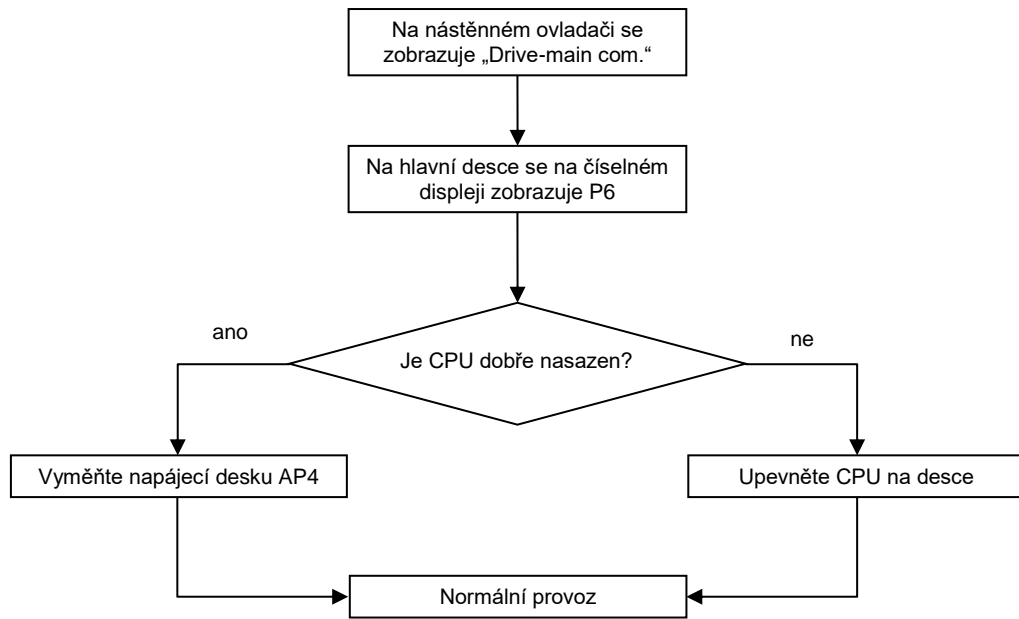 Na nástěnném ovladači se
zobrazuje „Drive-main com.“
Na hlavní desce se na číselném
displeji zobrazuje P6
ano
ne
Je CPU dobře nasazen?
Vyměňte napájecí desku AP4
Upevněte CPU na desce
Normální provoz